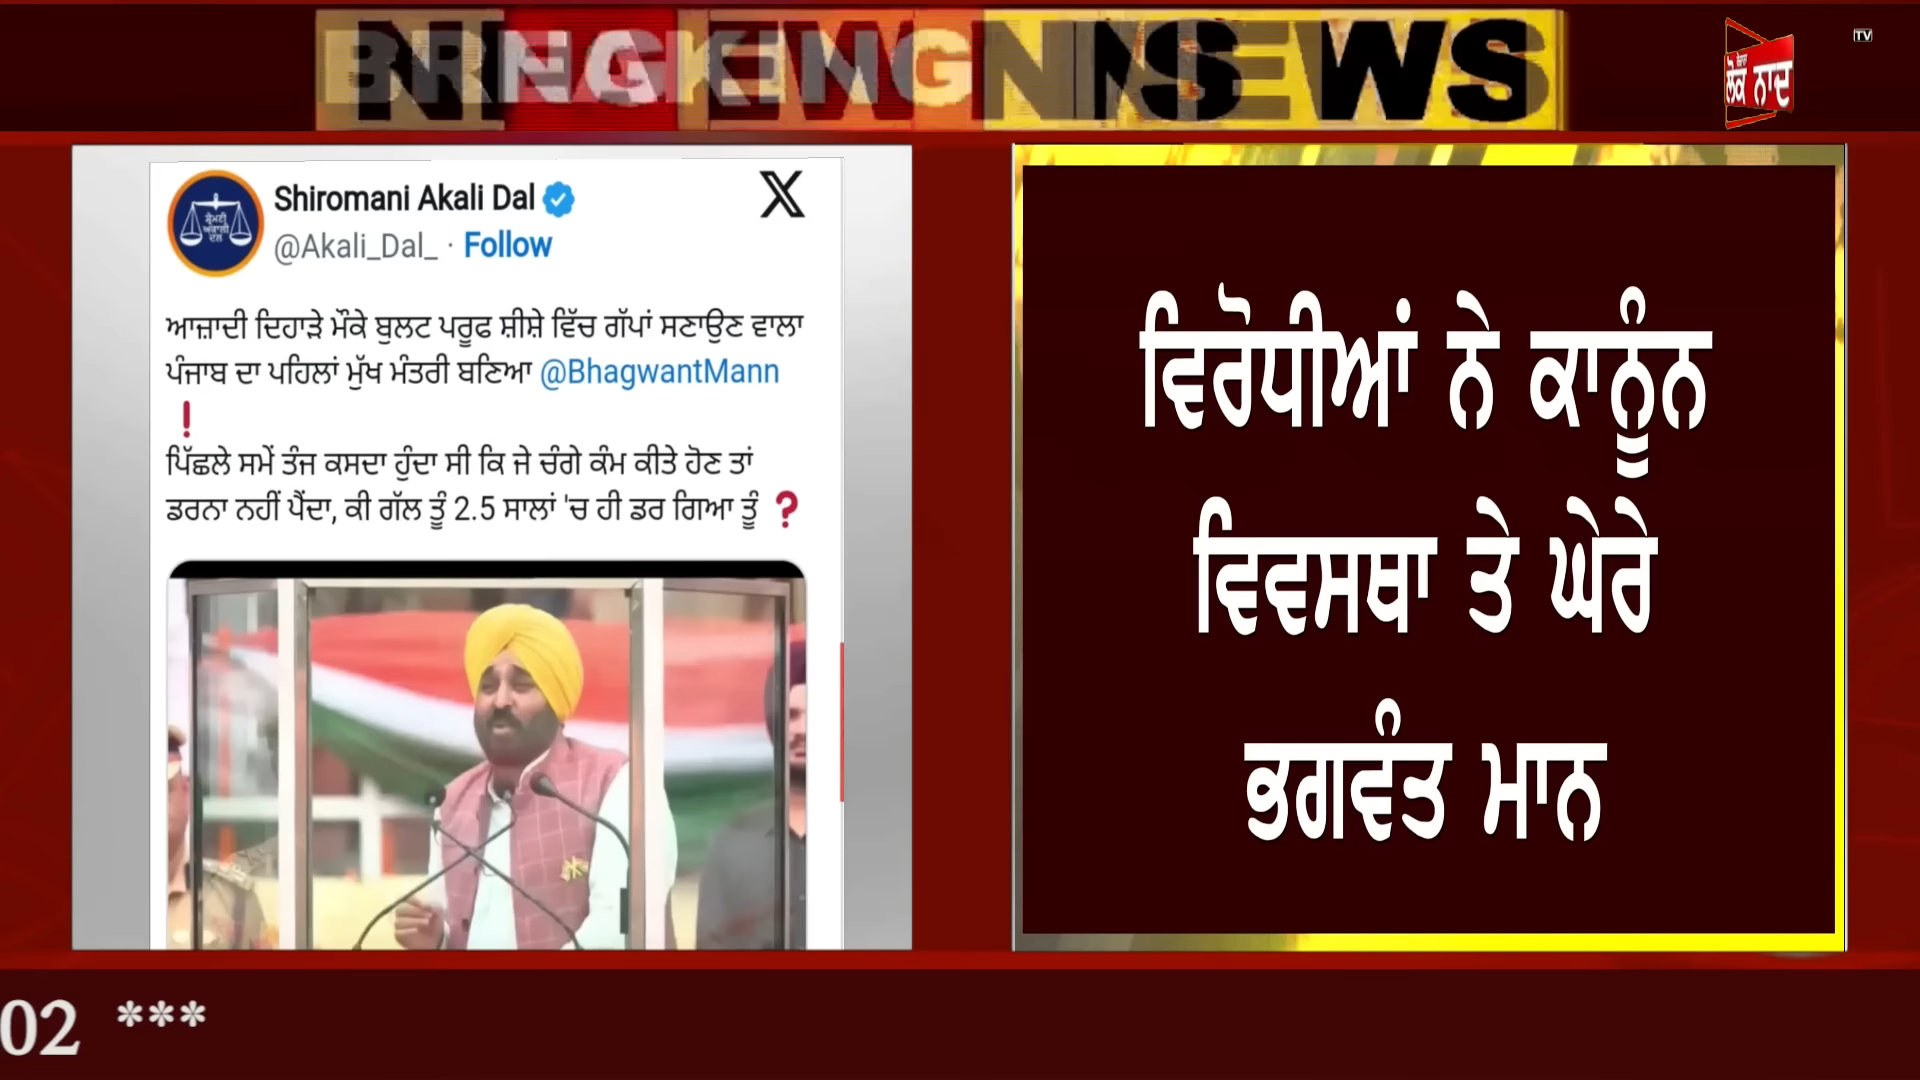 BREAKING NEWS
ਲੋਕ ਨਾਦ
TV
Shiromani Akali Dal
@Akali_Dal_ · Follow
ਆਜ਼ਾਦੀ ਦਿਹਾੜੇ ਮੌਕੇ ਬੁਲਟ ਪਰੂਫ ਸ਼ੀਸ਼ੇ ਵਿੱਚ ਗੱਪਾਂ ਸਣਾਉਣ ਵਾਲਾ
ਪੰਜਾਬ ਦਾ ਪਹਿਲਾਂ ਮੁੱਖ ਮੰਤਰੀ ਬਣਿਆ @BhagwantMann
❗
ਪਿੱਛਲੇ ਸਮੇਂ ਤੰਜ ਕਸਦਾ ਹੁੰਦਾ ਸੀ ਕਿ ਜੇ ਚੰਗੇ ਕੰਮ ਕੀਤੇ ਹੋਣ ਤਾਂ
ਡਰਨਾ ਨਹੀਂ ਪੈਂਦਾ, ਕੀ ਗੱਲ ਤੂੰ 2.5 ਸਾਲਾਂ 'ਚ ਹੀ ਡਰ ਗਿਆ ਤੂੰ ❓
ਵਿਰੋਧੀਆਂ ਨੇ ਕਾਨੂੰਨ
ਵਿਵਸਥਾ ਤੇ ਘੇਰੇ
ਭਗਵੰਤ ਮਾਨ
02 ***